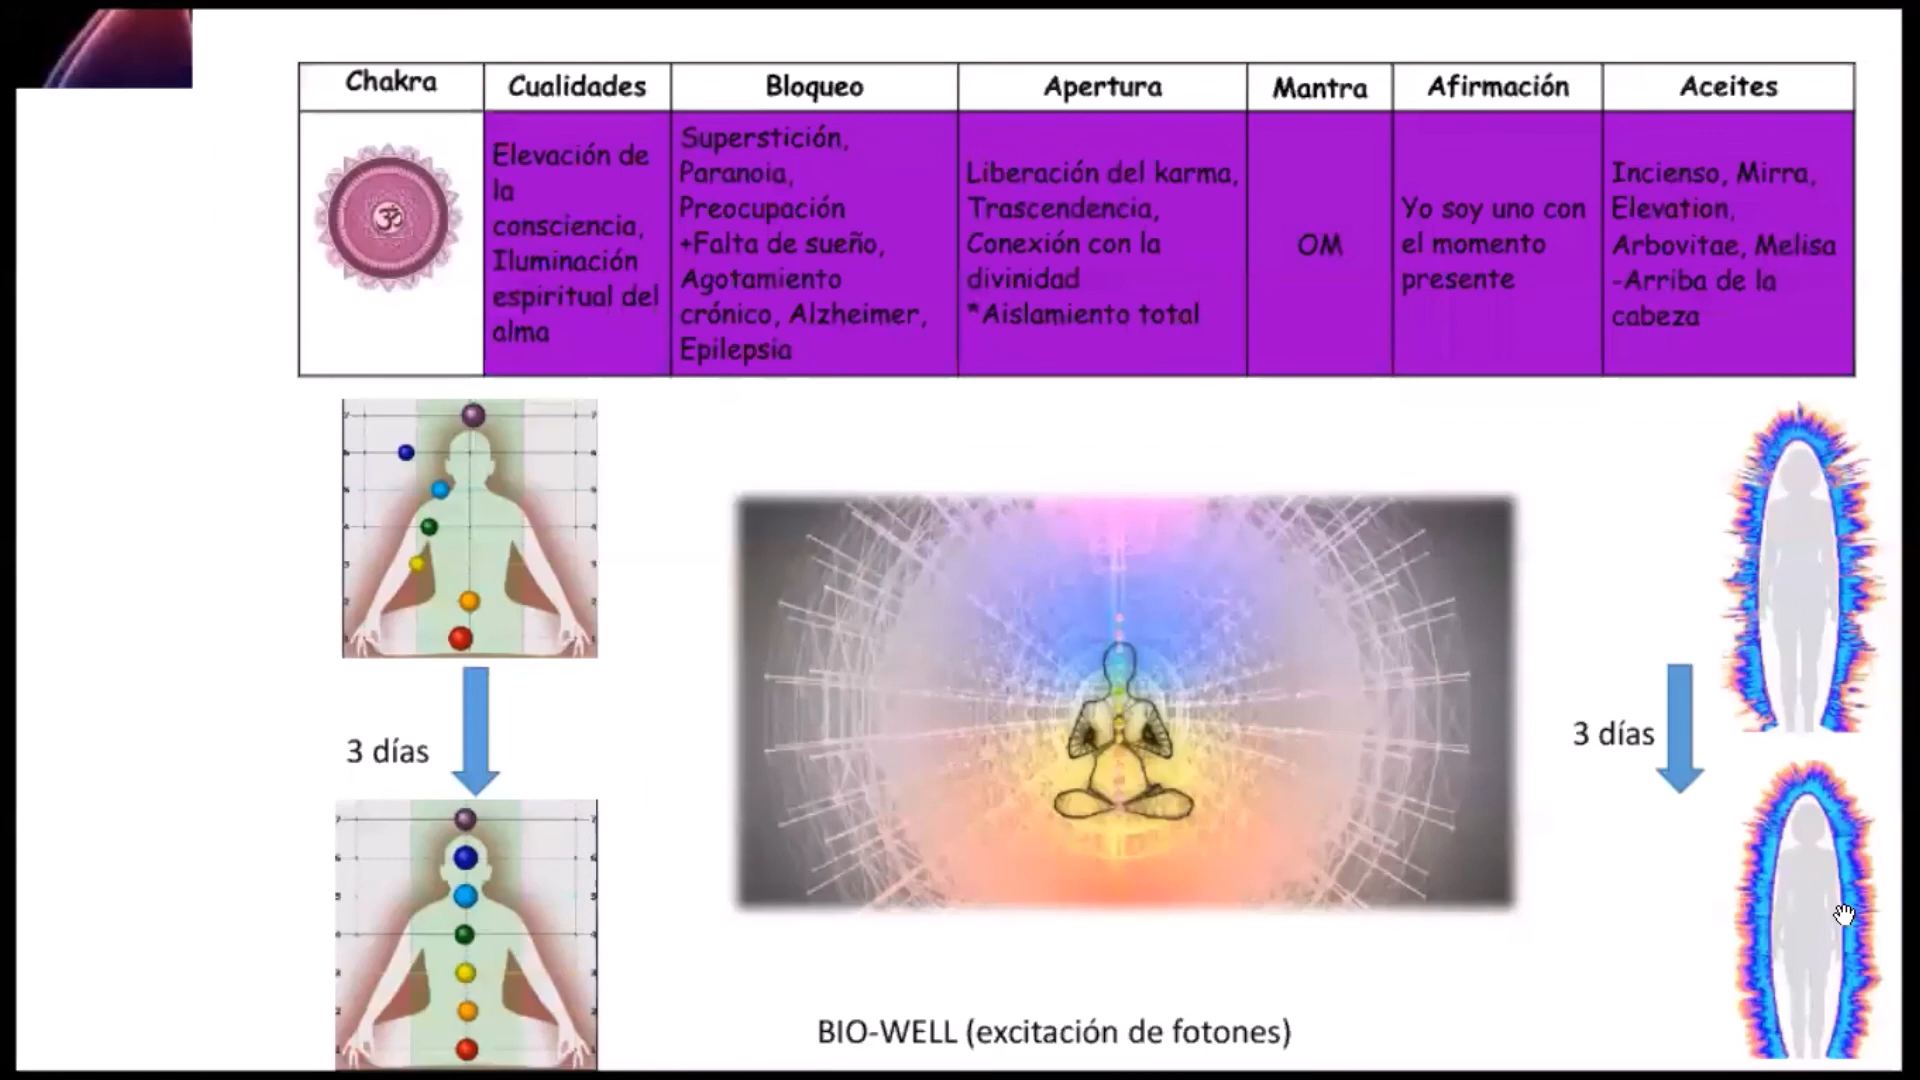 Chakra
Cualidades
Bloqueo
Apertura
Mantra
Afirmación
Aceites
Elevación de
la
consciencia,
Iluminación
espiritual del
alma
Superstición,
Paranoia,
Preocupación
+Falta de sueño,
Agotamiento
crónico, Alzheimer,
Epilepsia
Liberación del karma,
Trascendencia,
Conexión con la
divinidad
*Aislamiento total
OM
Yo soy uno con
el momento
presente
Incienso, Mirra,
Elevation,
Arbovitae, Melisa
-Arriba de la
cabeza
3 días
3 días
BIO-WELL (excitación de fotones)